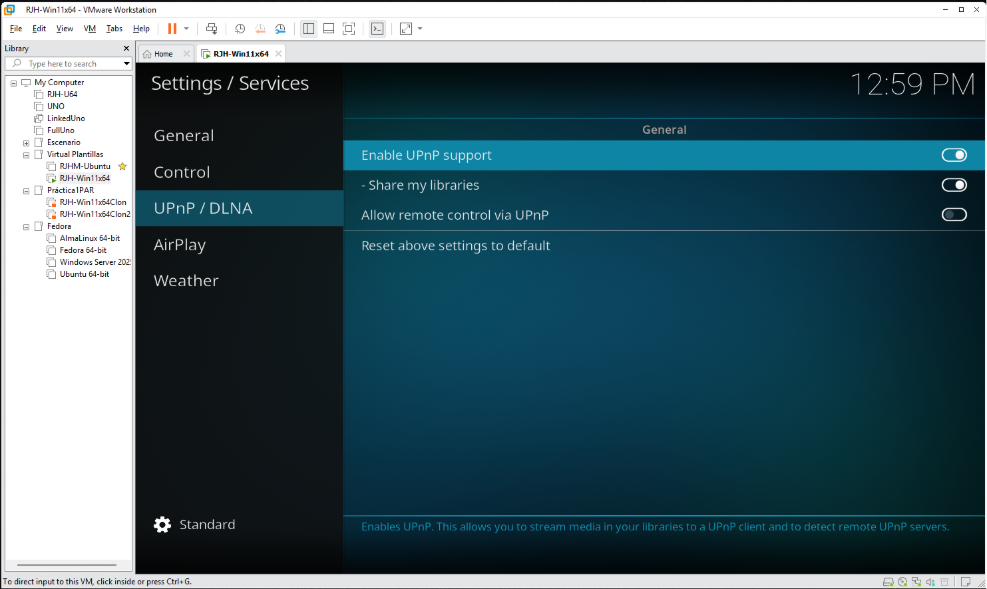 RJH-Win11x64 - VMware Workstation
File Edit View VM Tabs Help
Library
Type here to search
My Computer
RJH-U64
UNO
LinkedUno
FullUno
Escenario
Virtual Plantillas
RJHM-Ubuntu
RJH-Win11x64
Práctica1PAR
RJH-Win11x64Clon
RJH-Win11x64Clon2
Fedora
AlmaLinux 64-bit
Fedora 64-bit
Windows Server 202
Ubuntu 64-bit
Home
RJH-Win11x64
Settings / Services
12:59 PM
General
Control
UPnP / DLNA
AirPlay
Weather
Standard
General
Enable UPnP support
- Share my libraries
Allow remote control via UPnP
Reset above settings to default
Enables UPnP. This allows you to stream media in your libraries to a UPnP client and to detect remote UPnP servers.
To direct input to this VM, click inside or press Ctrl+G.